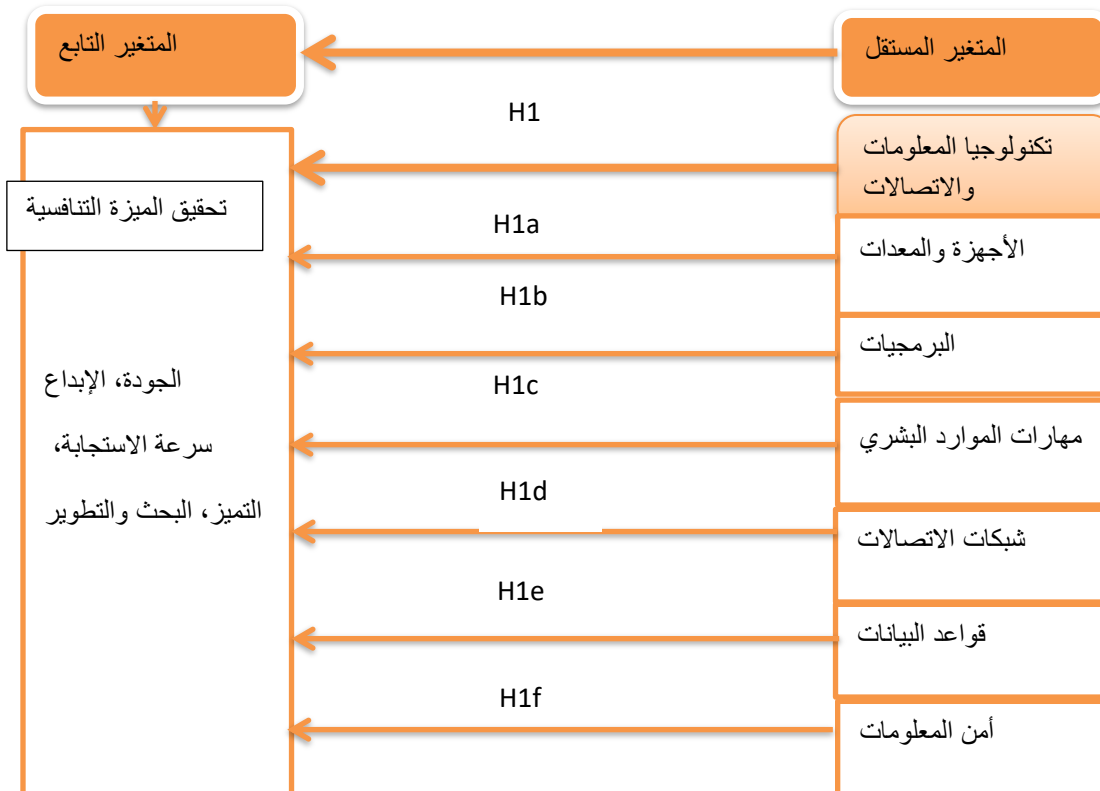 المتغير المستقل
المتغير التابع
H1
تكنولوجيا المعلومات
والاتصالات
تحقيق الميزة التنافسية
H1a
الأجهزة والمعدات
H1b
البرمجيات
الجودة، الإبداع
H1c
مهارات الموارد البشري
سرعة الاستجابة،
H1d
التميز، البحث والتطوير
شبكات الاتصالات
H1e
قواعد البيانات
H1f
أمن المعلومات